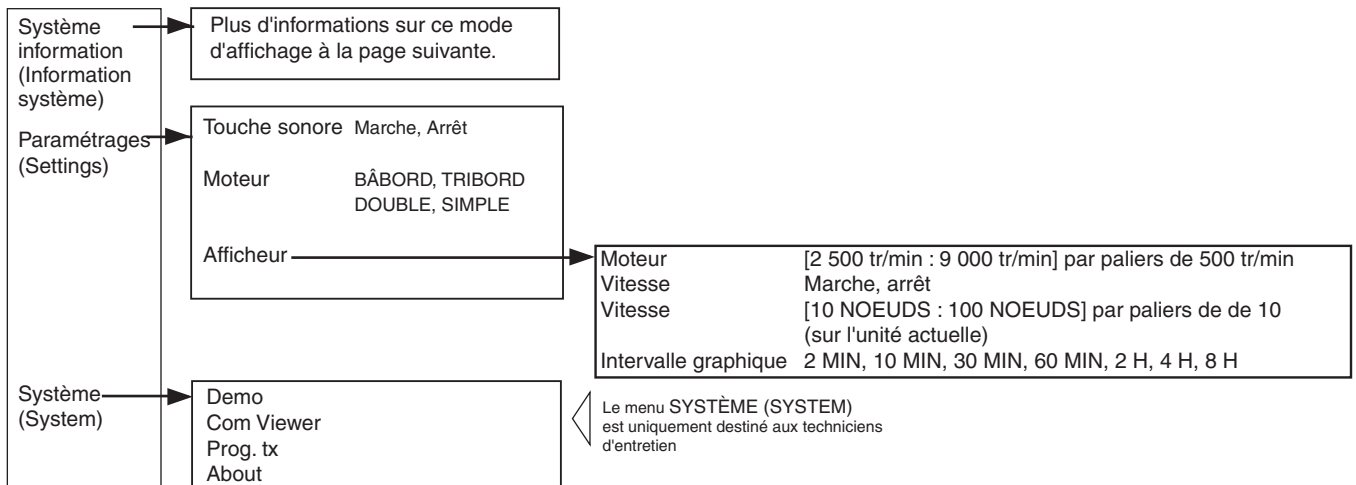 Système
information
(Information
système)
Plus d'informations sur ce mode
d'affichage à la page suivante.
Paramétrages
(Settings)
Touche sonore Marche, Arrêt
Moteur BÂBORD, TRIBORD
DOUBLE, SIMPLE
Afficheur
Moteur [2 500 tr/min : 9 000 tr/min] par paliers de 500 tr/min
Vitesse Marche, arrêt
Vitesse [10 NOEUDS : 100 NOEUDS] par paliers de de 10
(sur l'unité actuelle)
Intervalle graphique 2 MIN, 10 MIN, 30 MIN, 60 MIN, 2 H, 4 H, 8 H
Système
(System)
Demo
Com Viewer
Prog. tx
About
Le menu SYSTÈME (SYSTEM)
est uniquement destiné aux techniciens
d'entretien